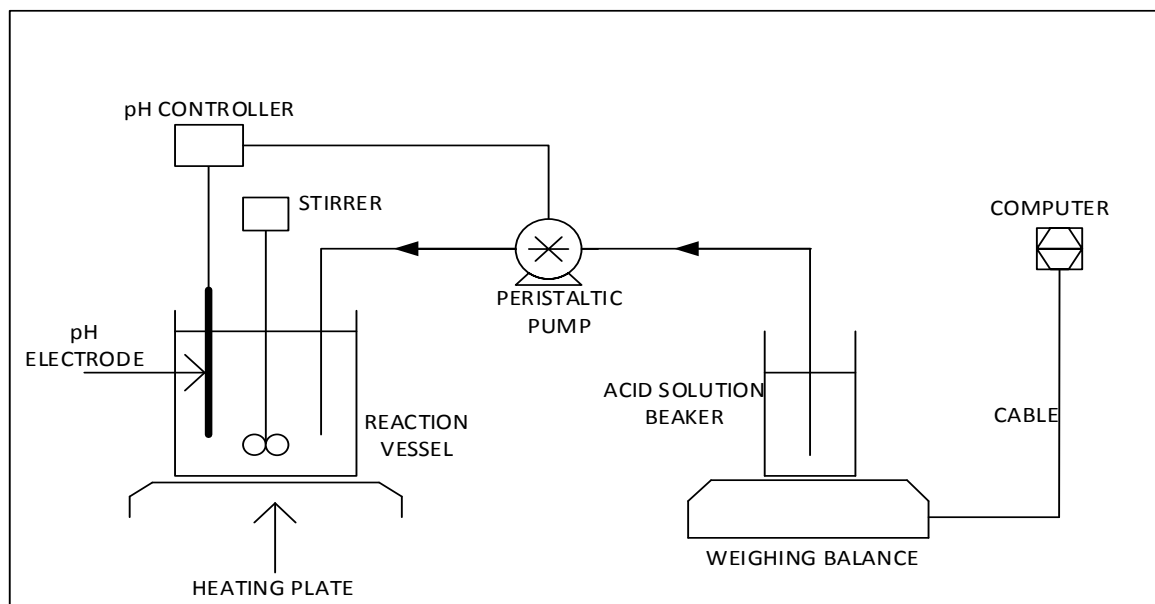 pH CONTROLLER
STIRRER
COMPUTER
PERISTALTIC
PUMP
pH
ELECTRODE
ACID SOLUTION
BEAKER
CABLE
REACTION
VESSEL
WEIGHING BALANCE
HEATING PLATE